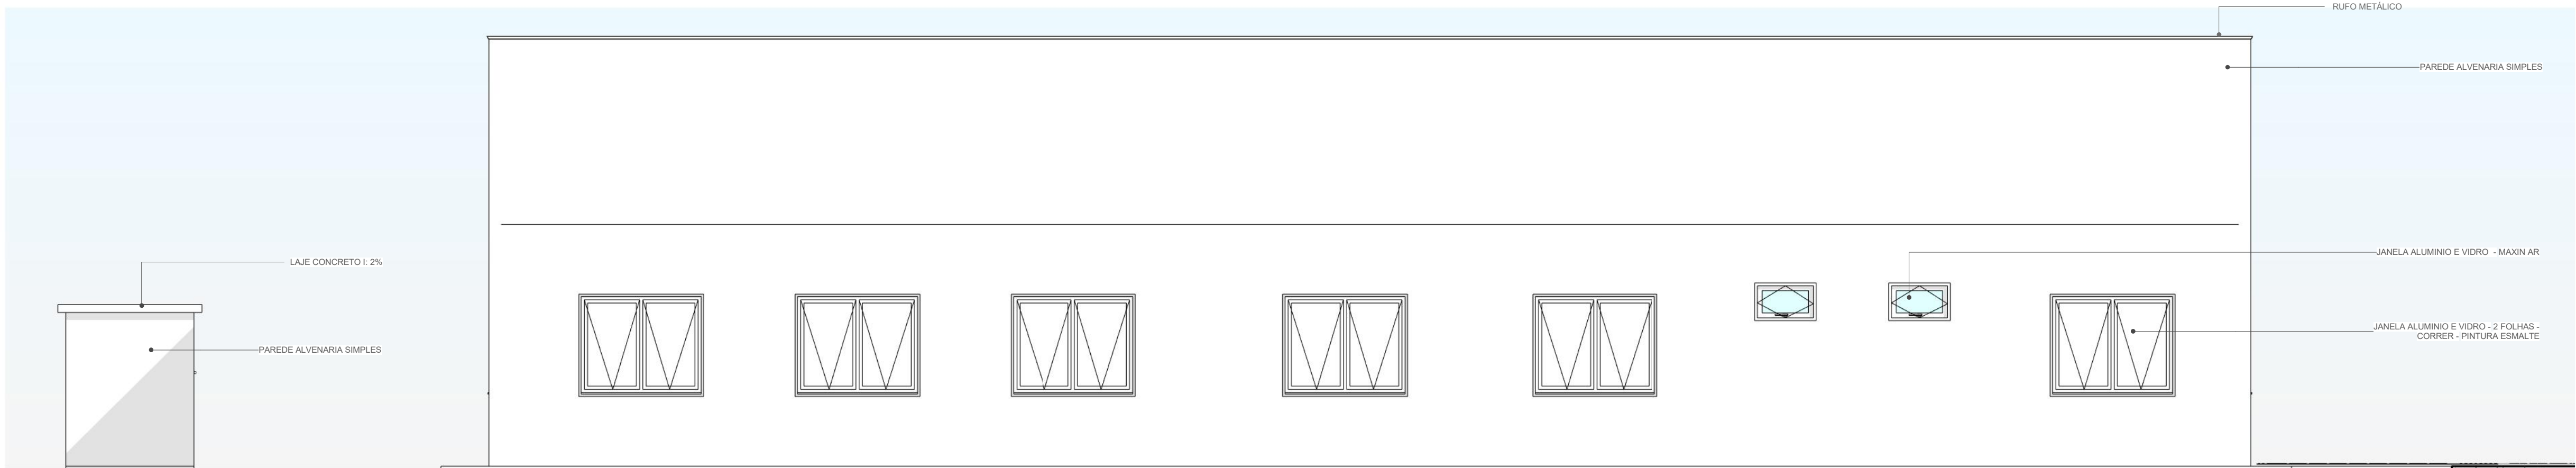 RUFO METÁLICO
PAREDE ALVENARIA SIMPLES
JANELA ALUMINIO E VIDRO - MAXIN AR
LAJE CONCRETO I: 2%
JANELA ALUMINIO E VIDRO - 2 FOLHAS -
CORRER - PINTURA ESMALTE
PAREDE ALVENARIA SIMPLES